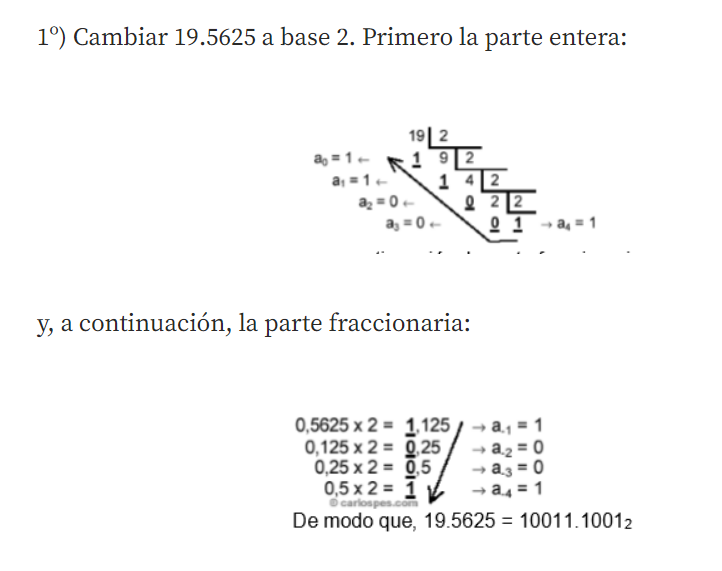 1º) Cambiar 19.5625 a base 2. Primero la parte entera:
19 2
a₀ = 1 ← 1 9 2
a₁ = 1 ← 1 4 2
a₂ = 0 ← 0 2 2
a₃ = 0 ← 0 1 → a₄ = 1
y, a continuación, la parte fraccionaria:
0,5625 x 2 = 1,125 → a₋₁ = 1
0,125 x 2 = 0,25 → a₋₂ = 0
0,25 x 2 = 0,5 → a₋₃ = 0
0,5 x 2 = 1 → a₋₄ = 1
© carlospes.com
De modo que, 19.5625 = 10011.1001₂